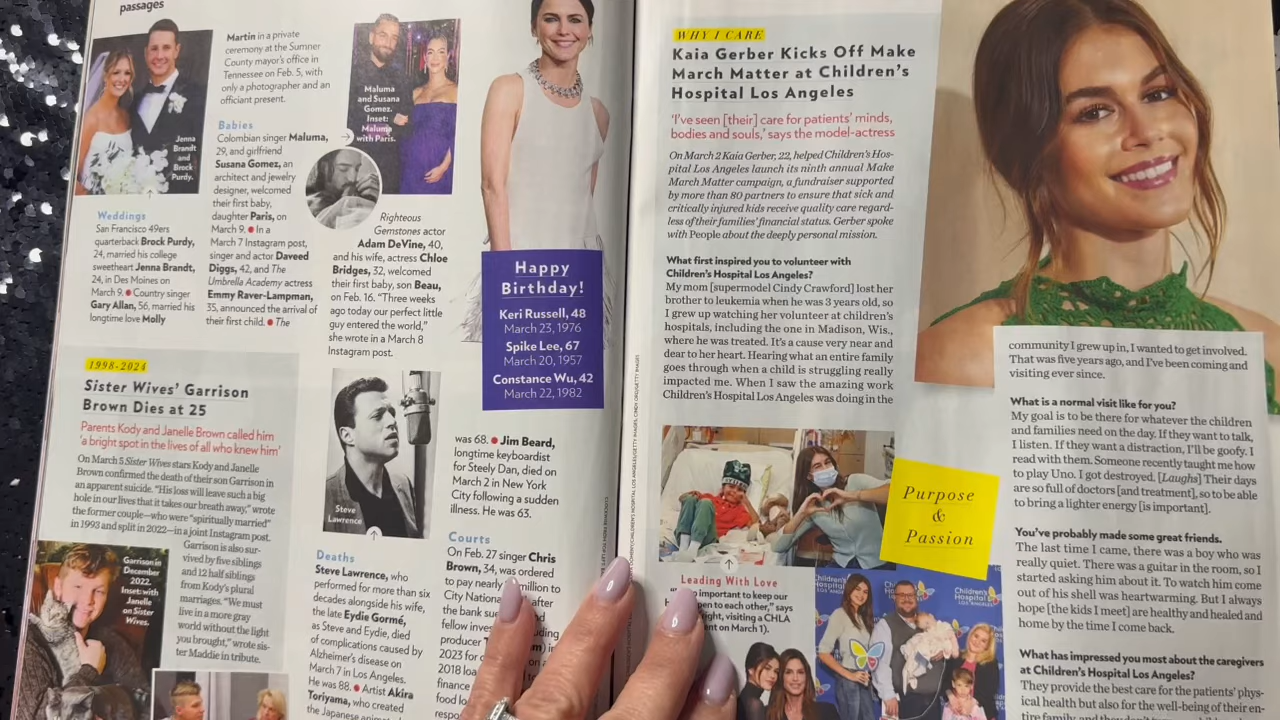 passages
Jenna
Brandt
and
Brock
Purdy.
Weddings
San Francisco 49ers
quarterback Brock Purdy,
24, married his college
sweetheart Jenna Brandt,
24, in Des Moines on
March 9. • Country singer
Gary Allan, 56, married his
longtime love Molly
Martin in a private
ceremony at the Sumner
County mayor's office in
Tennessee on Feb. 5, with
only a photographer and an
officiant present.
Babies
Colombian singer Maluma,
29, and girlfriend
Susana Gomez, an
architect and jewelry
designer, welcomed
their first baby,
daughter Paris, on
March 9. • In a
March 7 Instagram post,
singer and actor Daveed
Diggs, 42, and The
Umbrella Academy actress
Emmy Raver-Lampman,
35, announced the arrival of
their first child. • The
Maluma
and Susana
Gomez.
Inset:
Maluma
with Paris.
Righteous
Gemstones actor
Adam DeVine, 40,
and his wife, actress Chloe
Bridges, 32, welcomed
their first baby, son Beau,
on Feb. 16. "Three weeks
ago today our perfect little
guy entered the world,"
she wrote in a March 8
Instagram post.
Happy
Birthday!
Keri Russell, 48
March 23, 1976
Spike Lee, 67
March 20, 1957
Constance Wu, 42
March 22, 1982
1998-2024
Sister Wives' Garrison
Brown Dies at 25
Parents Kody and Janelle Brown called him
'a bright spot in the lives of all who knew him'
On March 5 Sister Wives stars Kody and Janelle
Brown confirmed the death of their son Garrison in
an apparent suicide. "His loss will leave such a big
hole in our lives that it takes our breath away," wrote
the former couple—who were "spiritually married"
in 1993 and split in 2022—in a joint Instagram post.
Garrison is also sur-
vived by five siblings
and 12 half siblings
from Kody's plural
marriages. "We must
live in a more gray
world without the light
you brought," wrote sis-
ter Maddie in tribute.
Garrison in
December
2022.
Inset: with
Janelle
on Sister
Wives.
Steve
Lawrence.
Deaths
Steve Lawrence, who
performed for more than six
decades alongside his wife,
the late Eydie Gormé,
as Steve and Eydie, died
of complications caused by
Alzheimer's disease on
March 7 in Los Angeles.
He was 88. • Artist Akira
Toriyama, who created
the Japanese
was 68. • Jim Beard,
longtime keyboardist
for Steely Dan, died on
March 2 in New York
City following a sudden
illness. He was 63.
Courts
On Feb. 27 singer Chris
Brown, 34, was ordered
to pay nearly million to
City after
the bank
fellow
producer
2023 for
2018
finance on a
food
WHY I CARE
Kaia Gerber Kicks Off Make
March Matter at Children's
Hospital Los Angeles
'I've seen [their] care for patients' minds,
bodies and souls,' says the model-actress
On March 2 Kaia Gerber, 22, helped Children's Hos-
pital Los Angeles launch its ninth annual Make
March Matter campaign, a fundraiser supported
by more than 80 partners to ensure that sick and
critically injured kids receive quality care regard-
less of their families' financial status. Gerber spoke
with People about the deeply personal mission.
What first inspired you to volunteer with
Children's Hospital Los Angeles?
My mom [supermodel Cindy Crawford] lost her
brother to leukemia when he was 3 years old, so
I grew up watching her volunteer at children's
hospitals, including the one in Madison, Wis.,
where he was treated. It's a cause very near and
dear to her heart. Hearing what an entire family
goes through when a child is struggling really
impacted me. When I saw the amazing work
Children's Hospital Los Angeles was doing in the
community I grew up in, I wanted to get involved.
That was five years ago, and I've been coming and
visiting ever since.
What is a normal visit like for you?
My goal is to be there for whatever the children
and families need on the day. If they want to talk,
I listen. If they want a distraction, I'll be goofy. I
read with them. Someone recently taught me how
to play Uno. I got destroyed. [Laughs] Their days
are so full of doctors [and treatment], so to be able
to bring a lighter energy [is important].
You've probably made some great friends.
The last time I came, there was a boy who was
really quiet. There was a guitar in the room, so I
started asking him about it. To watch him come
out of his shell was heartwarming. But I always
hope [the kids I meet] are healthy and healed and
home by the time I come back.
What has impressed you most about the caregivers
at Children's Hospital Los Angeles?
They provide the best care for the patients' phys-
ical health but also for the well-being of their en-
Purpose
&
Passion
Leading With Love
important to keep our
open to each other," says
visiting a CHLA
on March 1).
Children's
Hospital